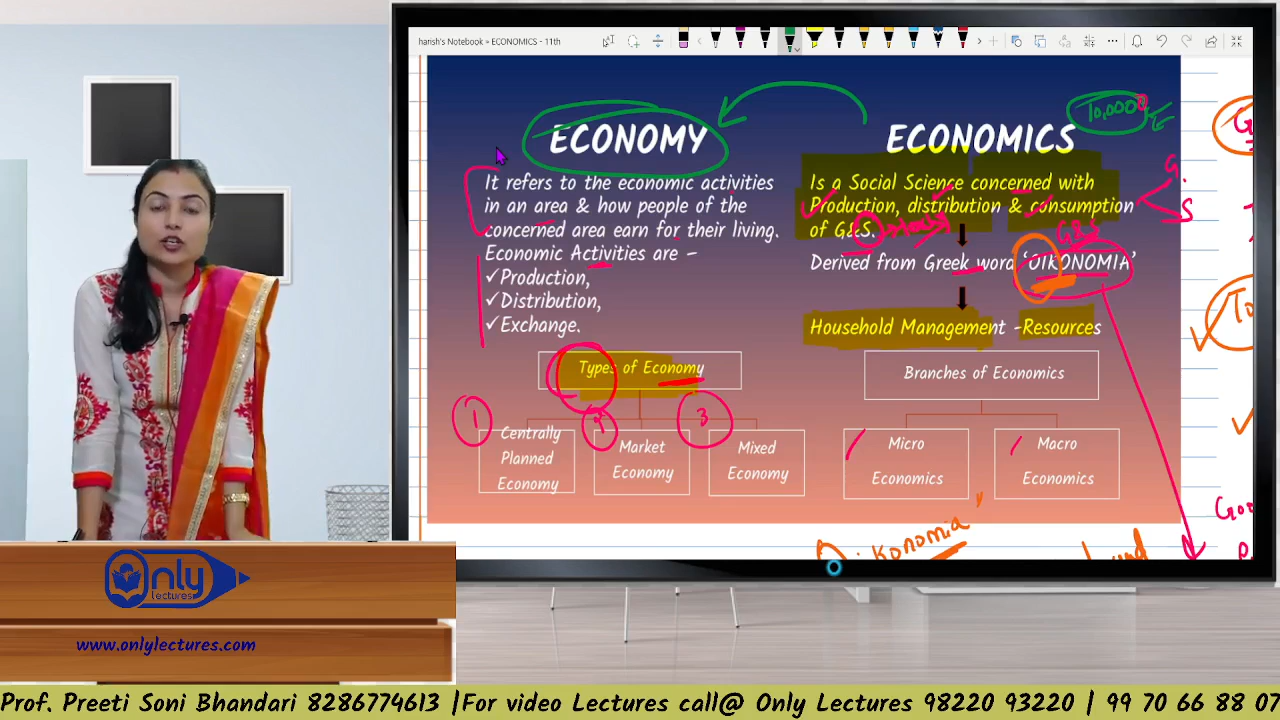 harish's Notebook » ECONOMICS - 11th
ECONOMY
It refers to the economic activities
in an area & how people of the
concerned area earn for their living.
Economic Activities are –
✓Production,
✓Distribution,
✓Exchange.
Types of Economy
1
2
3
Centrally
Planned
Economy
Market
Economy
Mixed
Economy
ECONOMICS
Is a Social Science concerned with
Production, distribution & consumption
of G&S.
G&S
Derived from Greek word 'OIKONOMIA'
Household Management -Resources
Branches of Economics
Micro
Economics
Macro
Economics
G.
S
Oikonomia
Only
lectures
www.onlylectures.com
Prof. Preeti Soni Bhandari 8286774613 |For video Lectures call@ Only Lectures 98220 93220 | 99 70 66 88 07